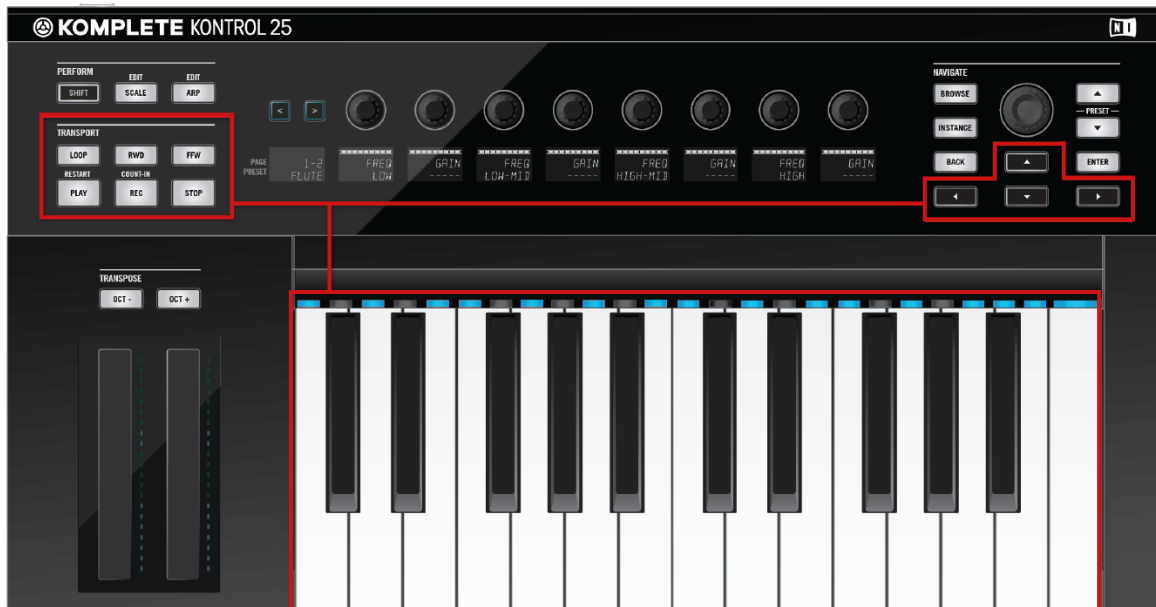 KOMPLETE KONTROL 25
NI
PERFORM
EDIT EDIT
SHIFT SCALE ARP
TRANSPORT
LOOP RWD FFW
RESTART COUNT-IN
PLAY REC STOP
< >
PAGE 1-2 FREQ GAIN FREQ GAIN FREQ GAIN FREQ GAIN
PRESET FLUTE LOW ----- LOW-MID ----- HIGH-MID ----- HIGH -----
NAVIGATE
BROWSE
PRESET
INSTANCE
BACK ENTER
TRANSPOSE
OCT - OCT +